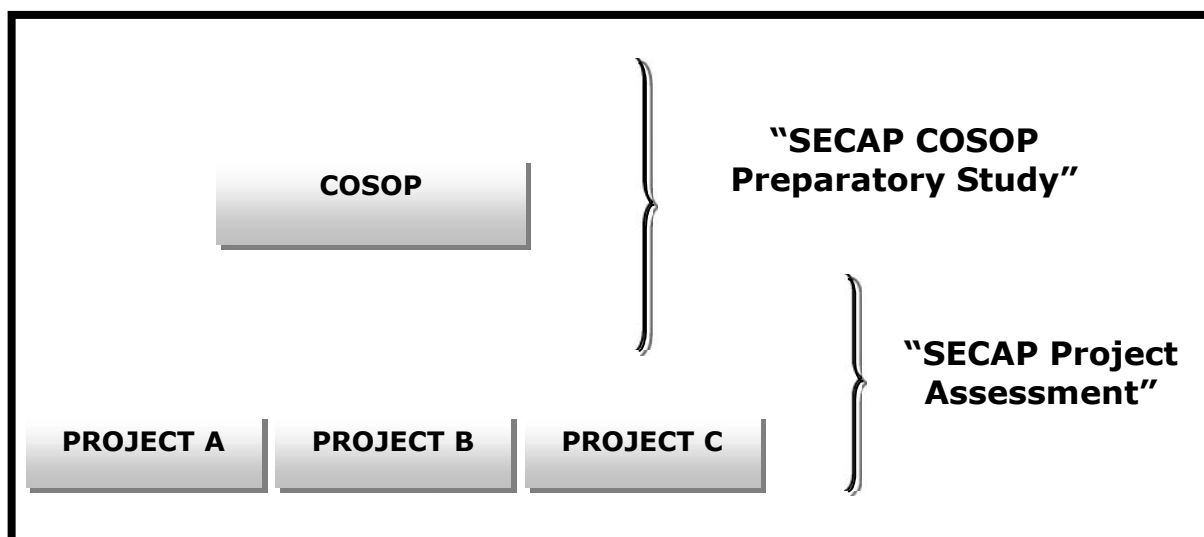 “SECAP COSOP
Preparatory Study”
COSOP
“SECAP Project
Assessment”
PROJECT A
PROJECT B
PROJECT C